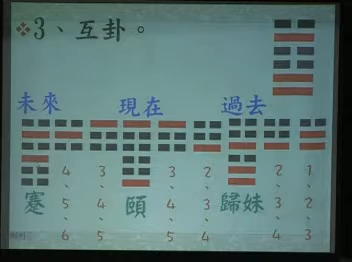 ❖3、互卦。
未來 現在 過去
4、5、6 3、4、5 3、4、5 2、3、4 2、3、4 1、2、3
蹇 頤 歸妹